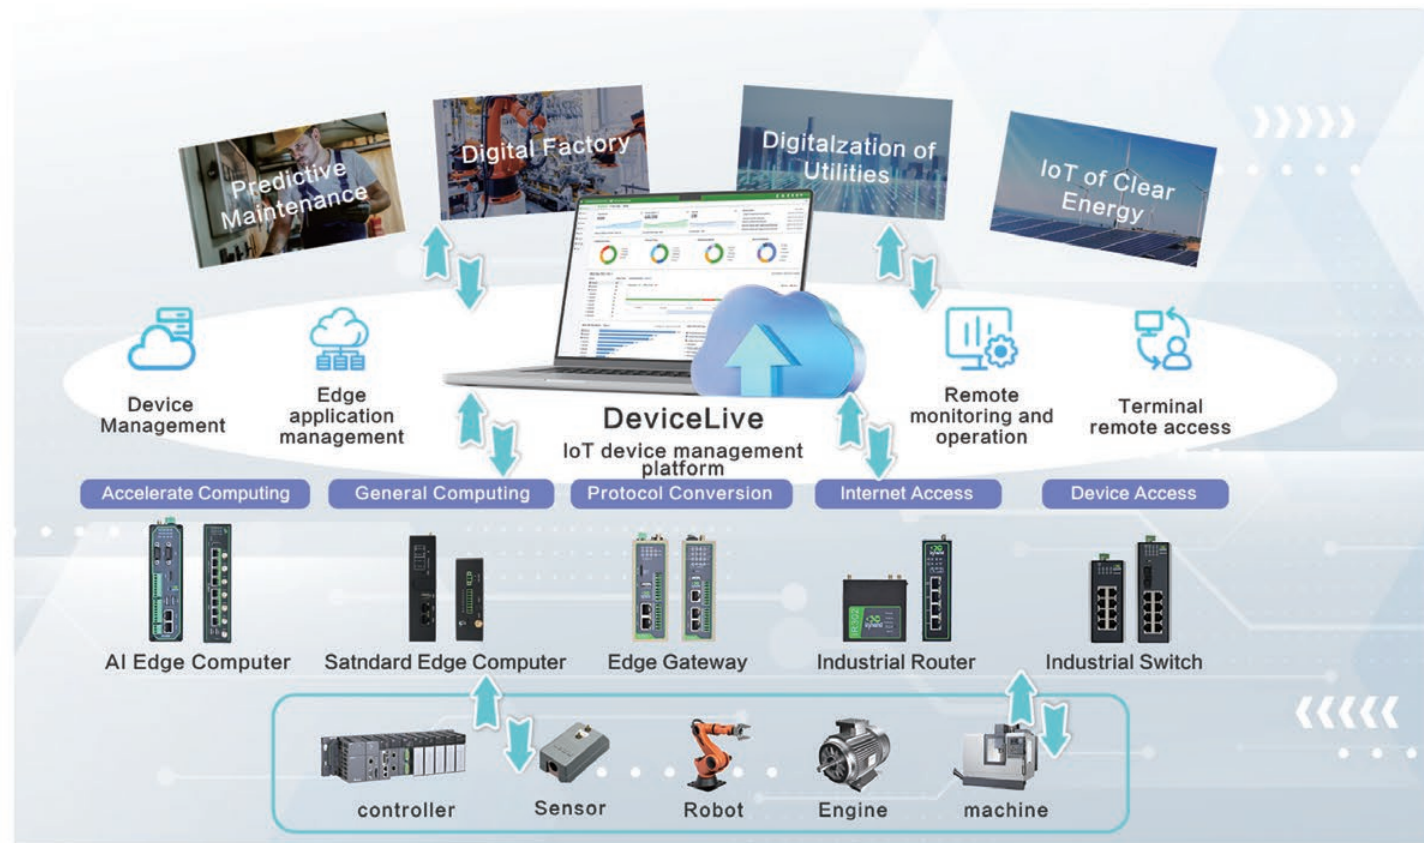 Predictive
Maintenance
Digital Factory
Digitalzation of
Utilities
IoT of Clear
Energy
Device
Management
Edge
application
management
DeviceLive
IoT device management
platform
Remote
monitoring and
operation
Terminal
remote access
Accelerate Computing
General Computing
Protocol Conversion
Internet Access
Device Access
IR302
AI Edge Computer
Satndard Edge Computer
Edge Gateway
Industrial Router
Industrial Switch
controller
Sensor
Robot
Engine
machine